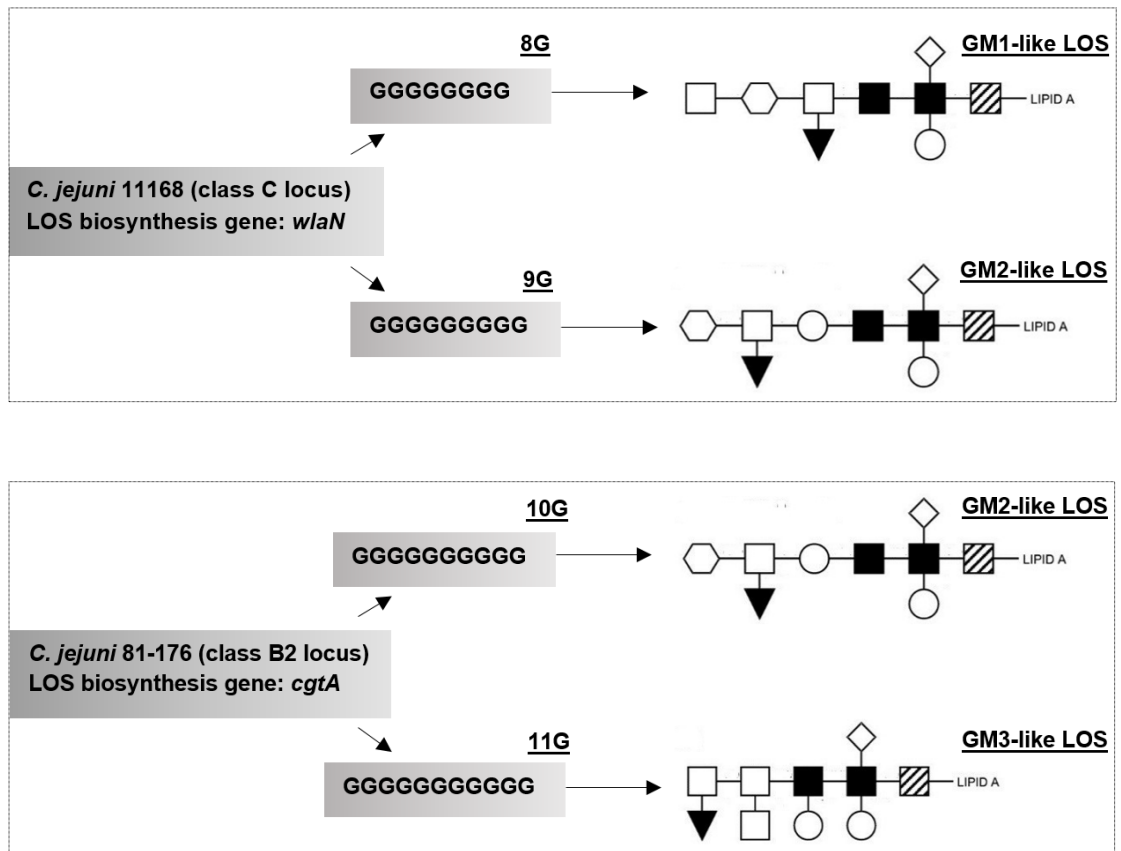 8G
GM1-like LOS
GGGGGGGG
LIPID A
C. jejuni 11168 (class C locus)
LOS biosynthesis gene: wlaN
9G
GM2-like LOS
GGGGGGGGG
LIPID A
10G
GM2-like LOS
GGGGGGGGGG
LIPID A
C. jejuni 81-176 (class B2 locus)
LOS biosynthesis gene: cgtA
11G
GM3-like LOS
GGGGGGGGGGG
LIPID A